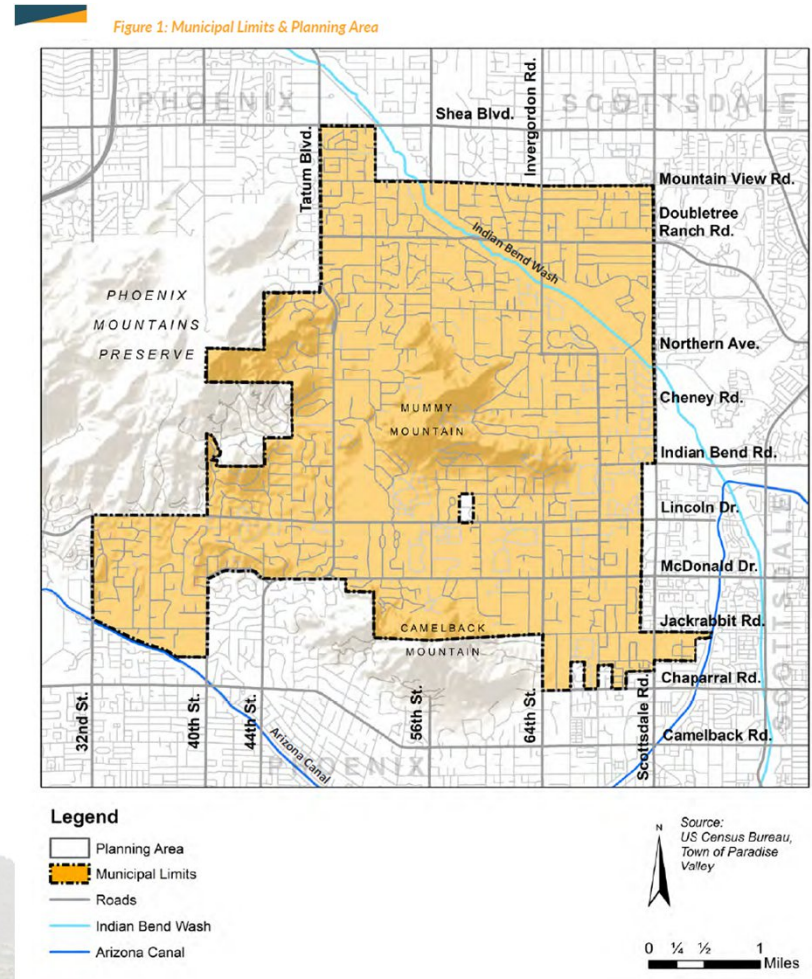 Figure 1: Municipal Limits & Planning Area
PHOENIX
SCOTTSDALE
Shea Blvd.
Invergordon Rd.
Tatum Blvd.
Mountain View Rd.
Doubletree
Ranch Rd.
Indian Bend Wash
PHOENIX
MOUNTAINS
PRESERVE
Northern Ave.
Cheney Rd.
MUMMY
MOUNTAIN
Indian Bend Rd.
Lincoln Dr.
McDonald Dr.
Jackrabbit Rd.
CAMELBACK
MOUNTAIN
Chaparral Rd.
SCOTTSDALE
32nd St.
40th St.
44th St.
56th St.
64th St.
Scottsdale Rd.
Camelback Rd.
Arizona Canal
PHOENIX
Legend
Planning Area
Municipal Limits
Roads
Indian Bend Wash
Arizona Canal
N
Source:
US Census Bureau,
Town of Paradise
Valley
0 ¼ ½ 1
Miles